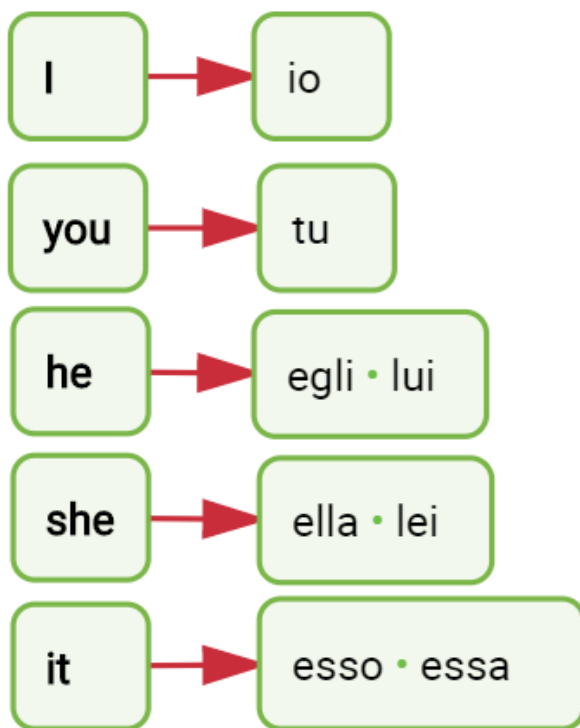 I io
you tu
he egli • lui
she ella • lei
it esso • essa